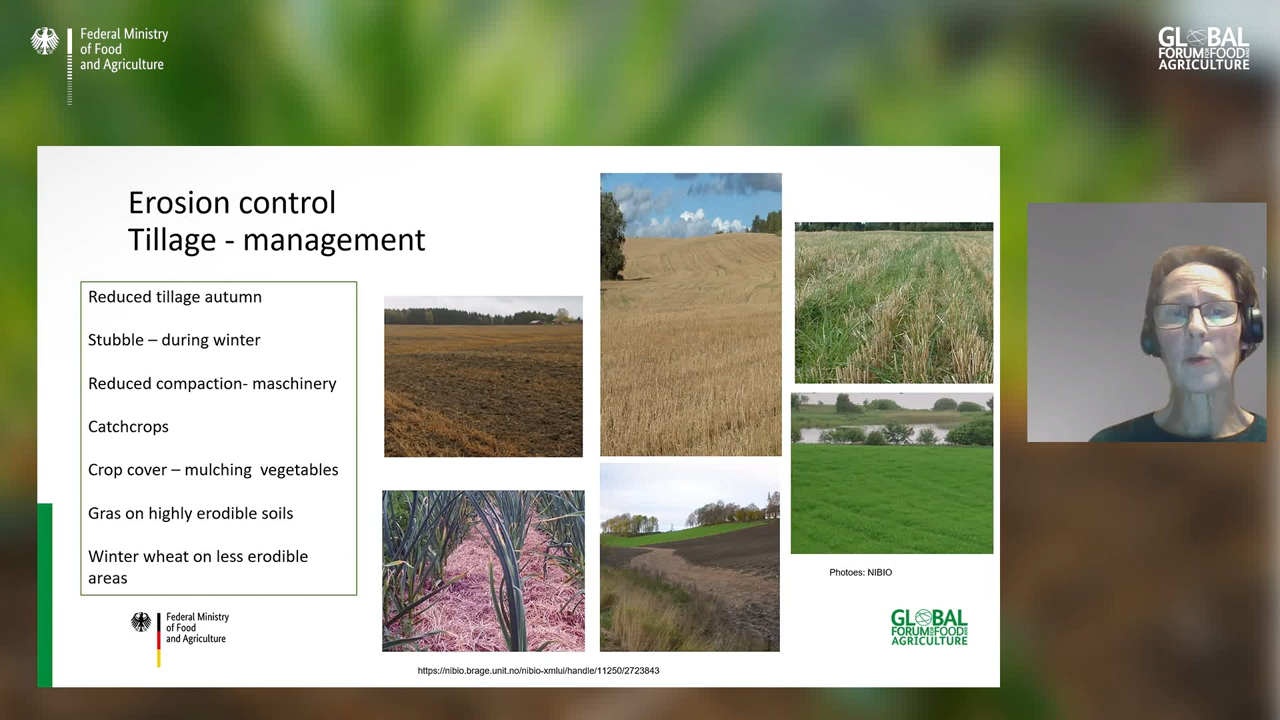 Federal Ministry
of Food
and Agriculture
GLOBAL
FORUM FOR FOOD AND
AGRICULTURE
Erosion control
Tillage - management
Reduced tillage autumn
Stubble – during winter
Reduced compaction- maschinery
Catchcrops
Crop cover – mulching vegetables
Gras on highly erodible soils
Winter wheat on less erodible
areas
Photoes: NIBIO
Federal Ministry
of Food
and Agriculture
GLOBAL
FORUM FOR FOOD AND
AGRICULTURE
https://nibio.brage.unit.no/nibio-xmlui/handle/11250/2723843